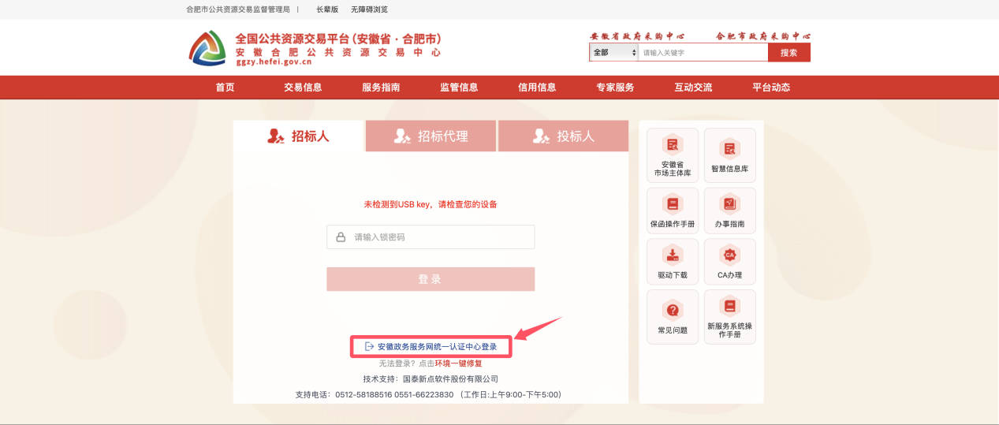 合肥市公共资源交易监督管理局 | 长辈版 无障碍浏览
全国公共资源交易平台(安徽省·合肥市)
安徽合肥公共资源交易中心
ggzy.hefei.gov.cn
安徽省政府采购中心 合肥市政府采购中心
全部 请输入关键字 搜索
首页 交易信息 服务指南 监管信息 信用信息 专家服务 互动交流 平台动态
招标人 招标代理 投标人
未检测到USB key，请检查您的设备
请输入锁密码
登录
安徽政务服务网统一认证中心登录
无法登录？点击环境一键修复
技术支持：国泰新点软件股份有限公司
支持电话：0512-58188516 0551-66223830 （工作日:上午9:00-下午5:00）
安徽省
市场主体库
智慧信息库
保函操作手册
办事指南
驱动下载
CA
CA办理
常见问题
新服务系统操
作手册